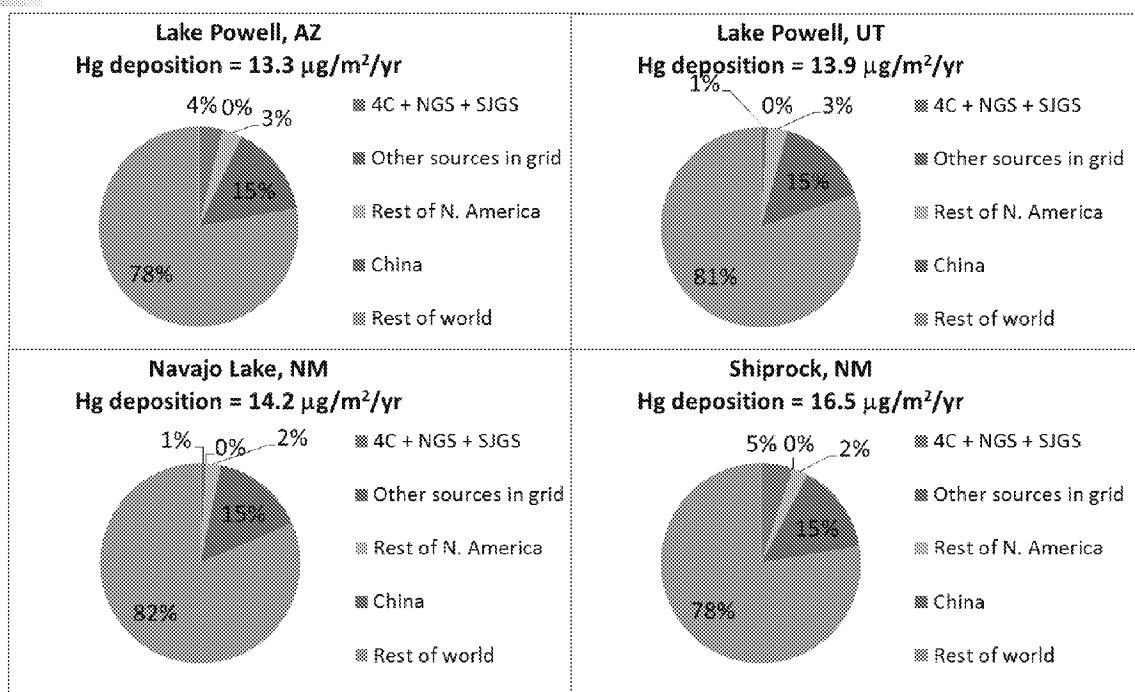 Lake Powell, AZ
Hg deposition = 13.3 µg/m²/yr
4% 0%
3%
15%
78%
4C + NGS + SJGS
Other sources in grid
Rest of N. America
China
Rest of world
Lake Powell, UT
Hg deposition = 13.9 µg/m²/yr
1%
0%
3%
15%
81%
4C + NGS + SJGS
Other sources in grid
Rest of N. America
China
Rest of world
Navajo Lake, NM
Hg deposition = 14.2 µg/m²/yr
1%
0%
2%
15%
82%
4C + NGS + SJGS
Other sources in grid
Rest of N. America
China
Rest of world
Shiprock, NM
Hg deposition = 16.5 µg/m²/yr
5% 0%
2%
15%
78%
4C + NGS + SJGS
Other sources in grid
Rest of N. America
China
Rest of world